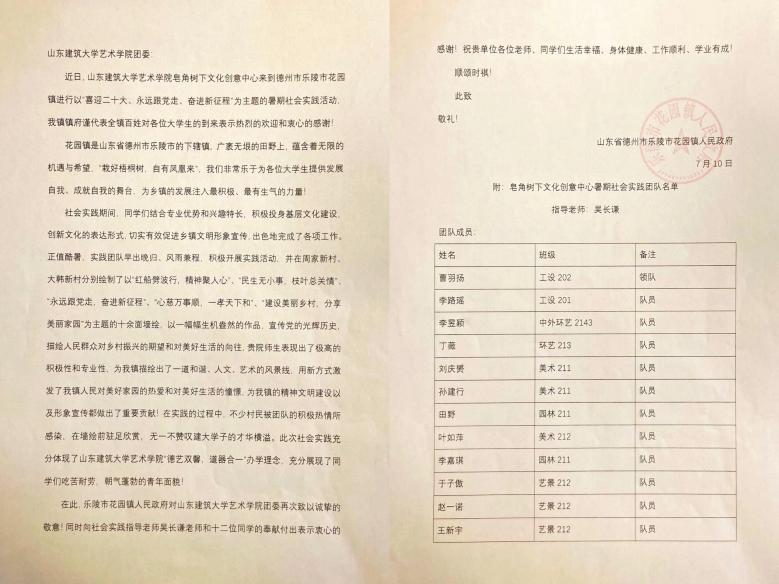 山东建筑大学艺术学院团委:
近日,山东建筑大学艺术学院皂角树下文化创意中心来到德州市乐陵市花园
镇进行以“喜迎二十大、永远跟党走、奋进新征程”为主题的暑期社会实践活动,
我镇镇府谨代表全镇百姓对各位大学生的到来表示热烈的欢迎和衷心的感谢!
花园镇是山东省德州市乐陵市的下辖镇,广袤无垠的田野上,蕴含着无限的
机遇与希望,“栽好梧桐树,自有凤凰来”,我们非常乐于为各位大学生提供发展
自我、成就自我的舞台,为乡镇的发展注入最积极、最有生气的力量!
社会实践期间,同学们结合专业优势和兴趣特长,积极投身基层文化建设,
创新文化的表达形式,切实有效促进乡镇文明形象宣传,出色地完成了各项工作。
正值酷暑,实践团队早出晚归、风雨兼程,积极开展实践活动,并在周家新村、
大韩新村分别绘制了以“红船劈波行,精神聚人心”、“民生无小事,枝叶总关情”、
“永远跟党走,奋进新征程”、“心慈万事顺,一孝天下和”、“建设美丽乡村,分享
美丽家园”为主题的十余面墙绘,以一幅幅生机盎然的作品,宣传党的光辉历史,
描绘人民群众对乡村振兴的期望和对美好生活的向往,贵院师生表现出了极高的
积极性和专业性,为我镇描绘出了一道和谐、人文、艺术的风景线,用新方式激
发了我镇人民对美好家园的热爱和对美好生活的憧憬,为我镇的精神文明建设以
及形象宣传都做出了重要贡献!在实践的过程中,不少村民被团队的积极热情所
感染,在墙绘前驻足欣赏,无一不赞叹建大学子的才华横溢。此次社会实践充
分体现了山东建筑大学艺术学院“德艺双馨,道器合一”办学理念,充分展现了同
学们吃苦耐劳,朝气蓬勃的青年面貌!
在此,乐陵市花园镇人民政府对山东建筑大学艺术学院团委再次致以诚挚的
敬意!同时向社会实践指导老师吴长谦老师和十二位同学的奉献付出表示衷心的
感谢!祝贵单位各位老师、同学们生活幸福、身体健康、工作顺利、学业有成!
顺颂时祺!
此致
敬礼!
山东省德州市乐陵市花园镇人民政府
7月10日
乐陵市花园镇人民政府
附:皂角树下文化创意中心暑期社会实践团队名单
指导老师:吴长谦
团队成员:
姓名 班级 备注
曹羽扬 工设 202 领队
李路瑶 工设 201 队员
李昱颖 中外环艺 2143 队员
丁薇 环艺 213 队员
刘庆赟 美术 211 队员
孙建行 美术 211 队员
田野 园林 211 队员
叶如萍 美术 212 队员
李嘉琪 园林 211 队员
于子傲 艺景 212 队员
赵一诺 艺景 212 队员
王新宇 艺景 212 队员